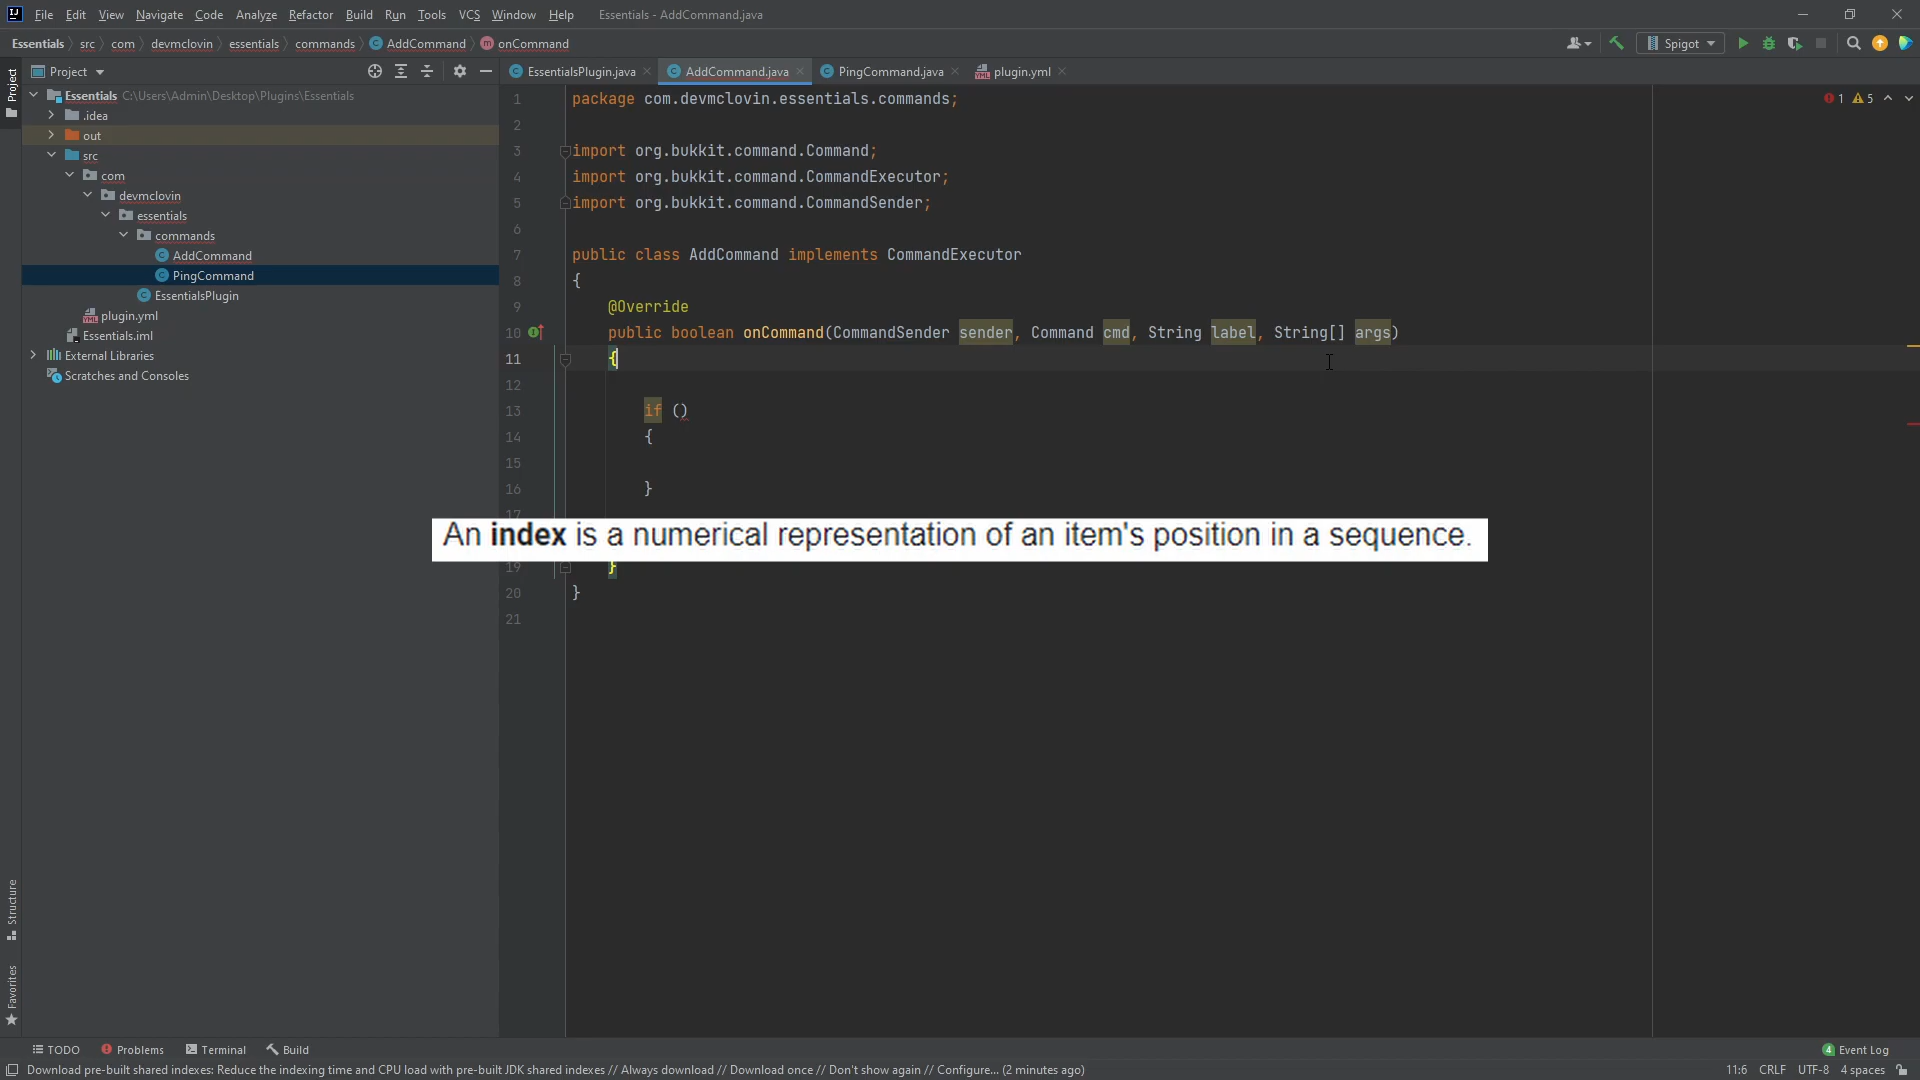 File Edit View Navigate Code Analyze Refactor Build Run Tools VCS Window Help Essentials - AddCommand.java
Essentials src com devmclovin essentials commands AddCommand onCommand Spigot
Project
Project
EssentialsPlugin.java AddCommand.java PingCommand.java plugin.yml
Essentials C:\Users\Admin\Desktop\Plugins\Essentials
.idea
out
src
com
devmclovin
essentials
commands
AddCommand
PingCommand
EssentialsPlugin
plugin.yml
Essentials.iml
External Libraries
Scratches and Consoles
1 package com.devmclovin.essentials.commands; 1 5
2
3 import org.bukkit.command.Command;
4 import org.bukkit.command.CommandExecutor;
5 import org.bukkit.command.CommandSender;
6
7 public class AddCommand implements CommandExecutor
8 {
9 @Override
10 public boolean onCommand(CommandSender sender, Command cmd, String label, String[] args)
11 {
12
13 if ()
14 {
15
16 }
17
An index is a numerical representation of an item's position in a sequence.
19 }
20 }
21
Structure
Favorites
TODO Problems Terminal Build 4 Event Log
Download pre-built shared indexes: Reduce the indexing time and CPU load with pre-built JDK shared indexes // Always download // Download once // Don't show again // Configure... (2 minutes ago) 11:6 CRLF UTF-8 4 spaces